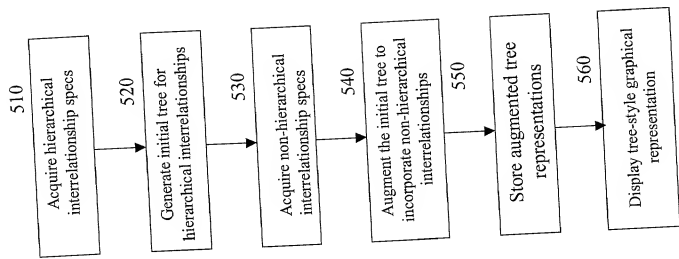 510
Acquire hierarchical
interrelationship specs
520
Generate initial tree for
hierarchical interrelationships
530
Acquire non-hierarchical
interrelationship specs
540
Augment the initial tree to
incorporate non-hierarchical
interrelationships
550
Store augmented tree
representations
560
Display tree-style graphical
representation